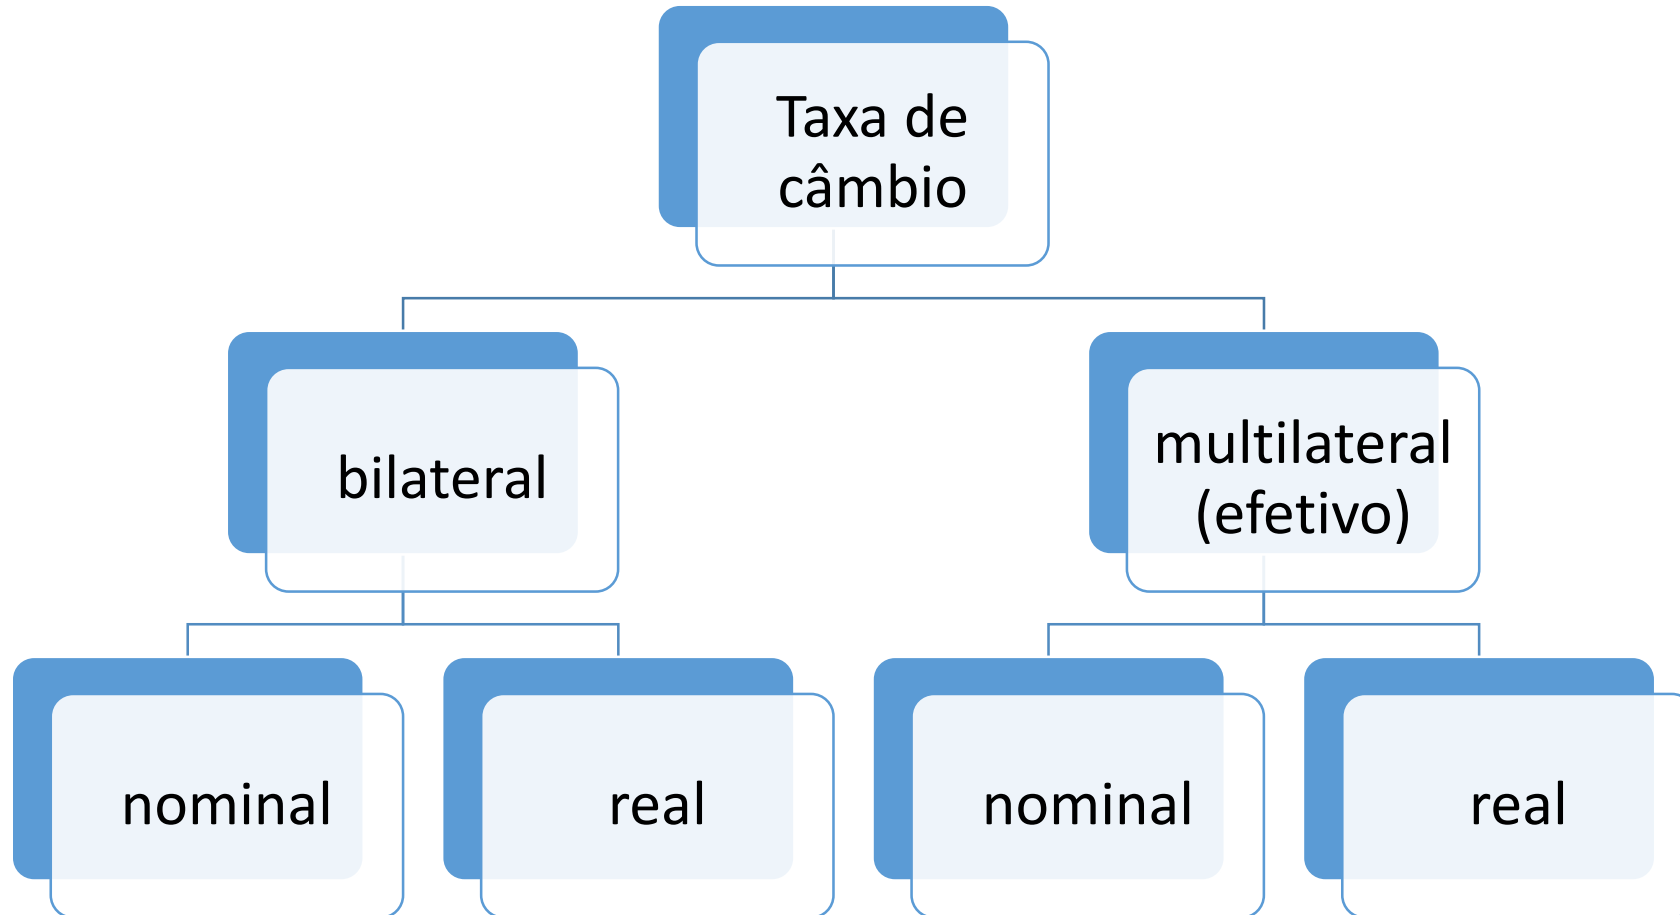 Taxa de
câmbio
bilateral
multilateral
(efetivo)
nominal
real
nominal
real